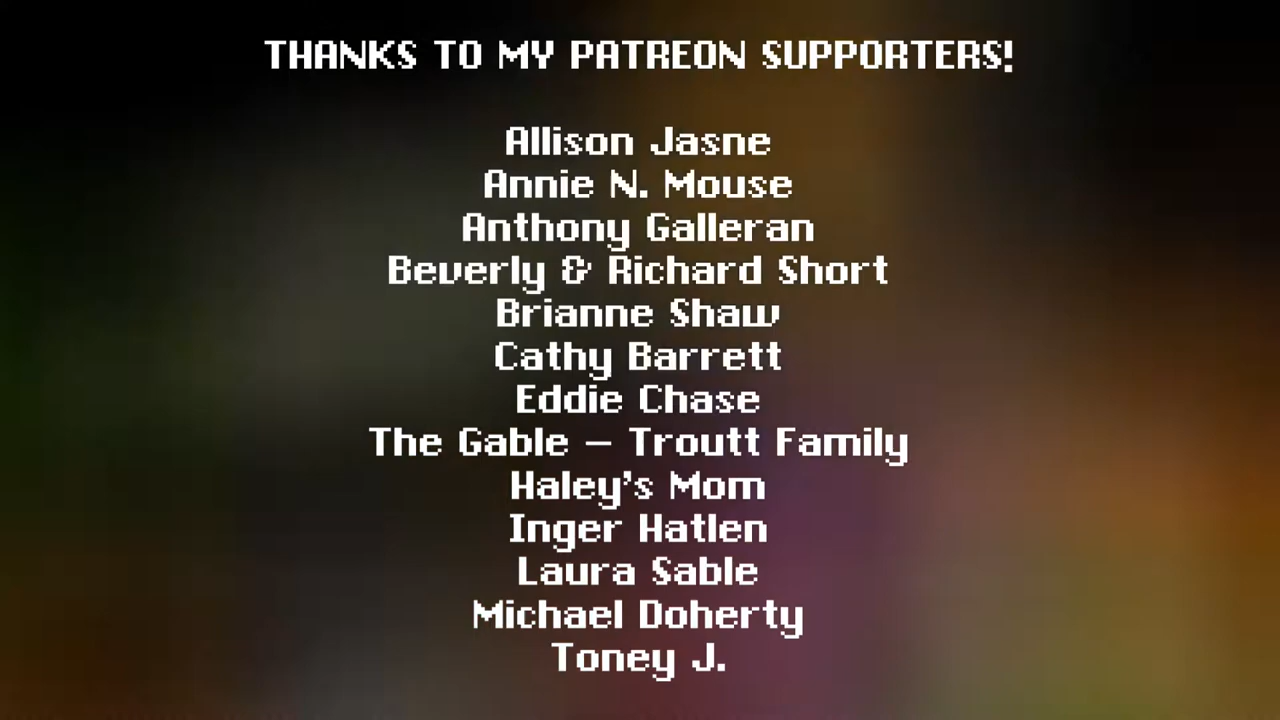 THANKS TO MY PATREON SUPPORTERS!
Allison Jasne
Annie N. Mouse
Anthony Galleran
Beverly & Richard Short
Brianne Shaw
Cathy Barrett
Eddie Chase
The Gable – Troutt Family
Haley's Mom
Inger Hatlen
Laura Sable
Michael Doherty
Toney J.